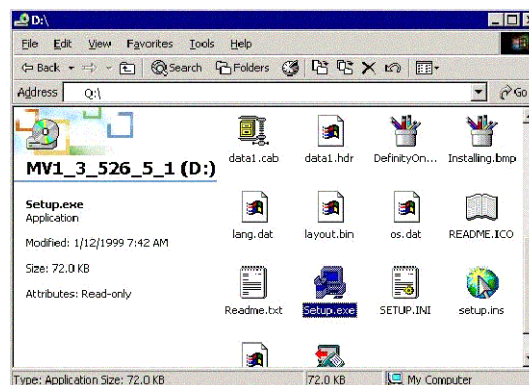 D:\
File Edit View Favorites Tools Help
Back Search Folders
Address Q:\ Go
MV1_3_526_5_1 (D:)
Setup.exe
Application
Modified: 1/12/1999 7:42 AM
Size: 72.0 KB
Attributes: Read-only
data1.cab data1.hdr DefinityOn... Installing.bmp
lang.dat layout.bin os.dat README.ICO
Readme.txt Setup.exe SETUP.INI setup.ins
Type: Application Size: 72.0 KB 72.0 KB My Computer